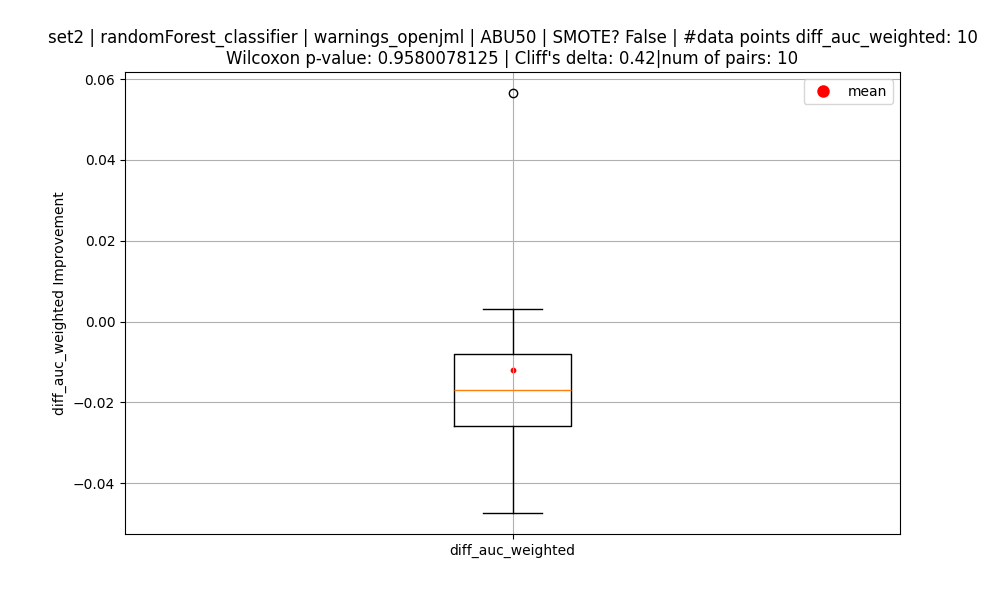 set2 | randomForest_classifier | warnings_openjml | ABU50 | SMOTE? False | #data points diff_auc_weighted: 10
Wilcoxon p-value: 0.9580078125 | Cliff's delta: 0.42|num of pairs: 10
mean
diff_auc_weighted Improvement
0.06
0.04
0.02
0.00
−0.02
−0.04
diff_auc_weighted